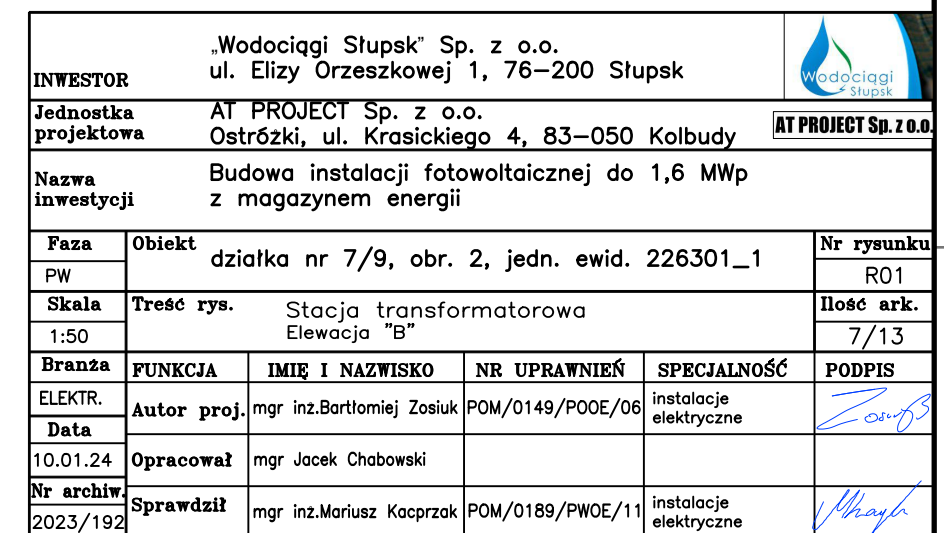 INWESTOR
„Wodociągi Słupsk" Sp. z o.o.
ul. Elizy Orzeszkowej 1, 76–200 Słupsk
Wodociągi
Słupsk
Jednostka
projektowa
AT PROJECT Sp. z o.o.
Ostróżki, ul. Krasickiego 4, 83–050 Kolbudy
AT PROJECT Sp. z o.o.
Nazwa
inwestycji
Budowa instalacji fotowoltaicznej do 1,6 MWp
z magazynem energii
Faza
PW
Obiekt
działka nr 7/9, obr. 2, jedn. ewid. 226301_1
Nr rysunku
R01
Skala
1:50
Treść rys.
Stacja transformatorowa
Elewacja "B"
Ilość ark.
7/13
Branża
ELEKTR.
FUNKCJA
IMIĘ I NAZWISKO
NR UPRAWNIEŃ
SPECJALNOŚĆ
PODPIS
Autor proj.
mgr inż.Bartłomiej Zosiuk
POM/0149/POOE/06
instalacje
elektryczne
Data
10.01.24
Opracował
mgr Jacek Chabowski
Nr archiw.
2023/192
Sprawdził
mgr inż.Mariusz Kacprzak
POM/0189/PWOE/11
instalacje
elektryczne